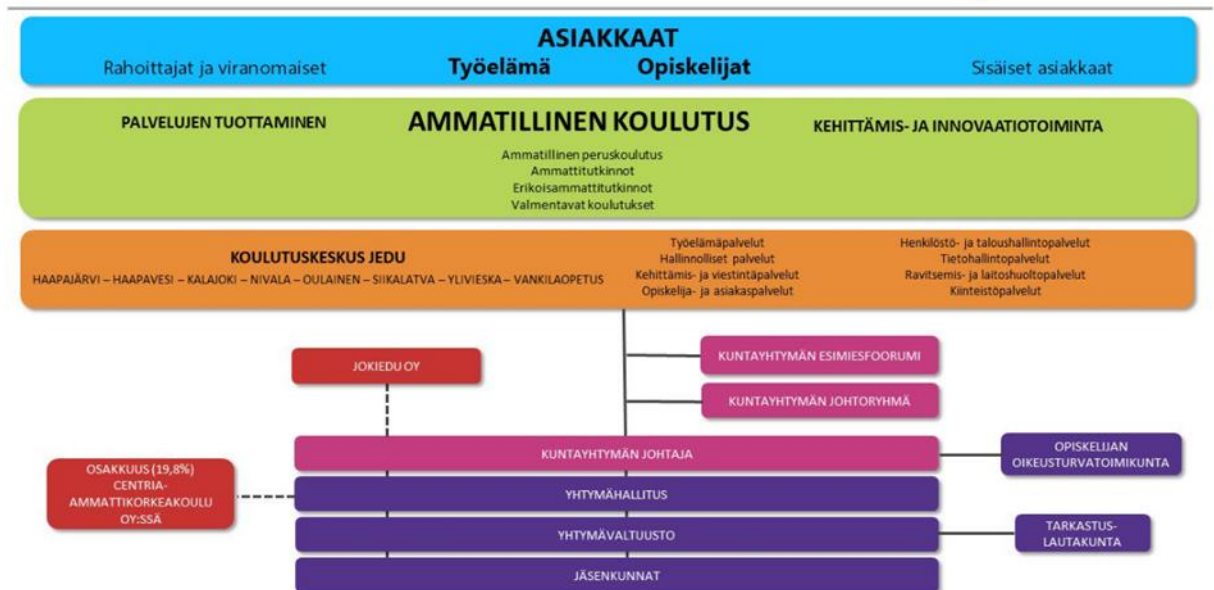 ASIAKKAAT
Rahoittajat ja viranomaiset Työelämä Opiskelijat Sisäiset asiakkaat
PALVELUJEN TUOTTAMINEN AMMATILLINEN KOULUTUS KEHITTÄMIS- JA INNOVAATIOTOIMINTA
Ammatillinen peruskoulutus
Ammattitutkinnot
Erikoisammattitutkinnot
Valmentavat koulutukset
KOULUTUSKESKUS JEDU
HAAPAJÄRVI – HAAPAVESI – KALAJOKI – NIVALA – OULAINEN – SIIKALATVA – YLIVIESKA – VANKILAOPETUS
Työelämäpalvelut
Hallinnolliset palvelut
Kehittämis- ja viestintäpalvelut
Opiskelija- ja asiakaspalvelut
Henkilöstö- ja taloushallintopalvelut
Tietohallintopalvelut
Ravitsemis- ja laitoshuoltopalvelut
Kiinteistöpalvelut
JOKIEDU OY
KUNTAYHTYMÄN ESIMIESFOORUMI
KUNTAYHTYMÄN JOHTORYHMÄ
KUNTAYHTYMÄN JOHTAJA
OPISKELIJAN
OIKEUSTURVATOIMIKUNTA
OSAKKUUS (19,8%)
CENTRIA-
AMMATTIKORKEAKOULU
OY:SSÄ
YHTYMÄHALLITUS
YHTYMÄVALTUUSTO
TARKASTUS-
LAUTAKUNTA
JÄSENKUNNAT